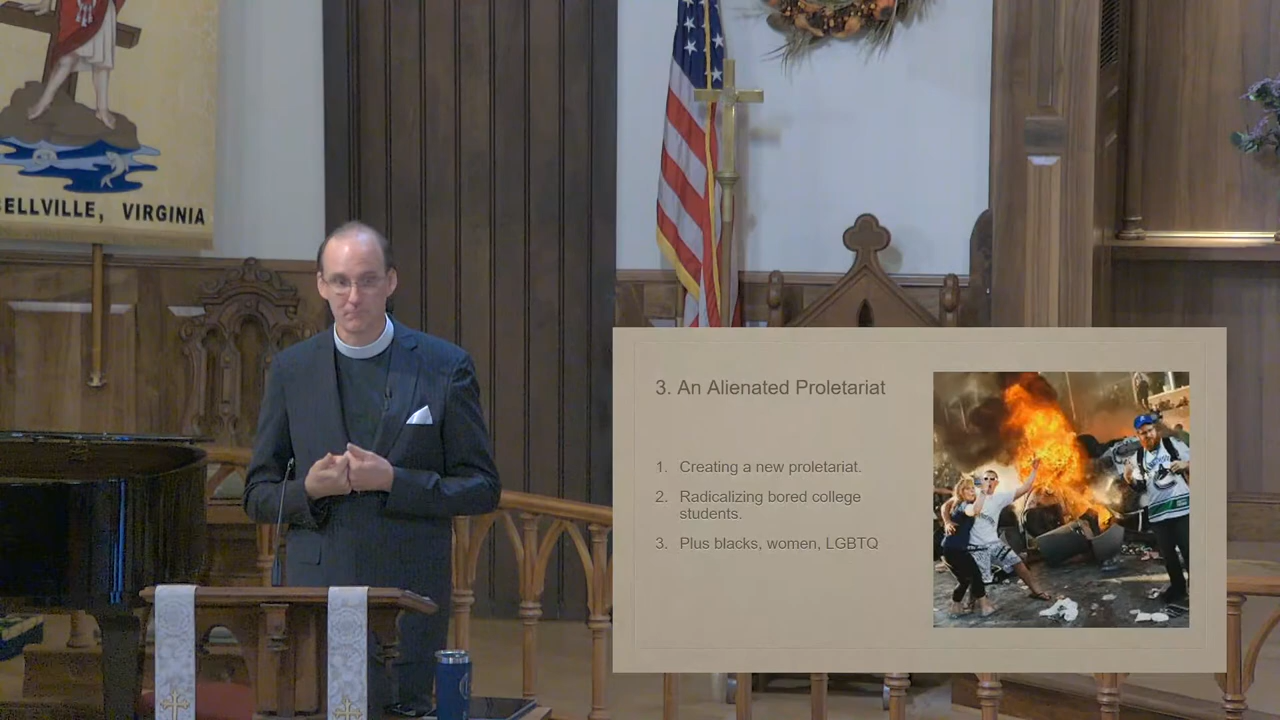 ELLVILLE, VIRGINIA
3. An Alienated Proletariat
1. Creating a new proletariat.
2. Radicalizing bored college
students.
3. Plus blacks, women, LGBTQ